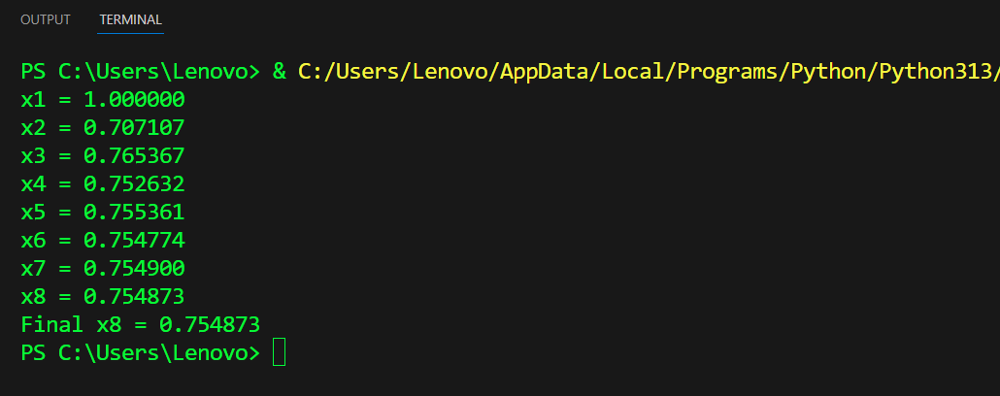 OUTPUT TERMINAL
PS C:\Users\Lenovo> & C:/Users/Lenovo/AppData/Local/Programs/Python/Python313/
x1 = 1.000000
x2 = 0.707107
x3 = 0.765367
x4 = 0.752632
x5 = 0.755361
x6 = 0.754774
x7 = 0.754900
x8 = 0.754873
Final x8 = 0.754873
PS C:\Users\Lenovo>